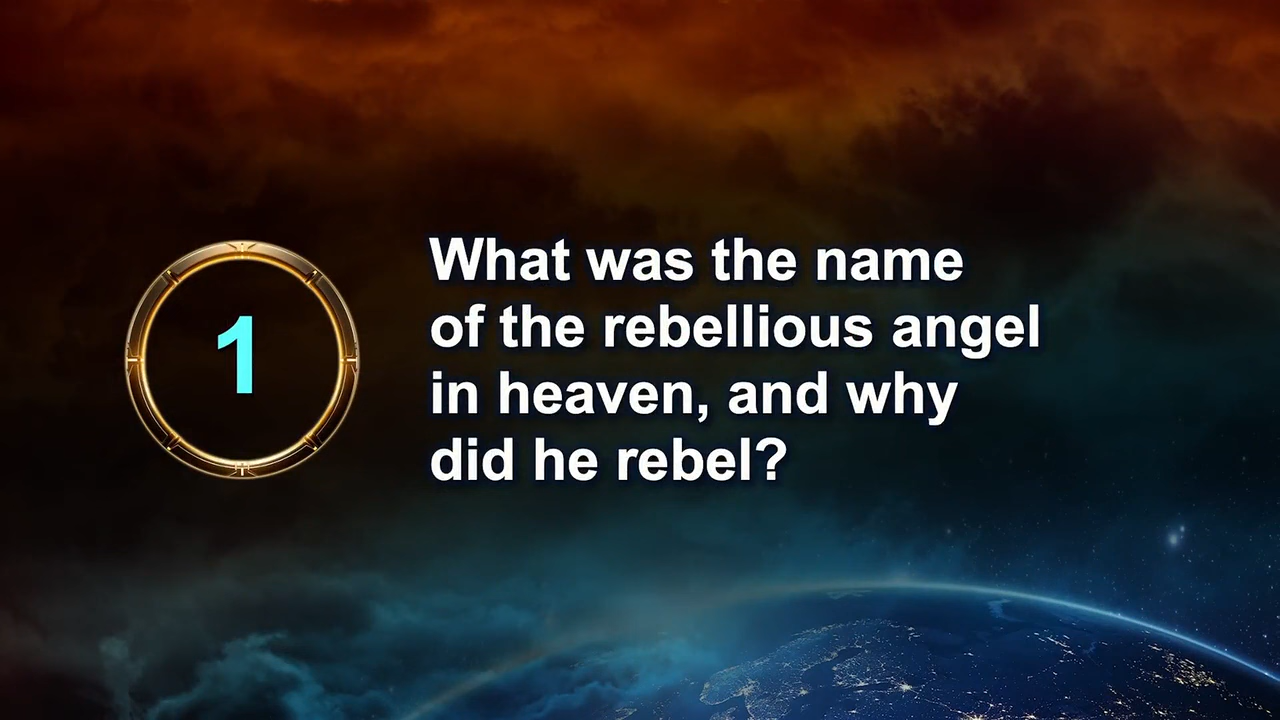 1
What was the name
of the rebellious angel
in heaven, and why
did he rebel?